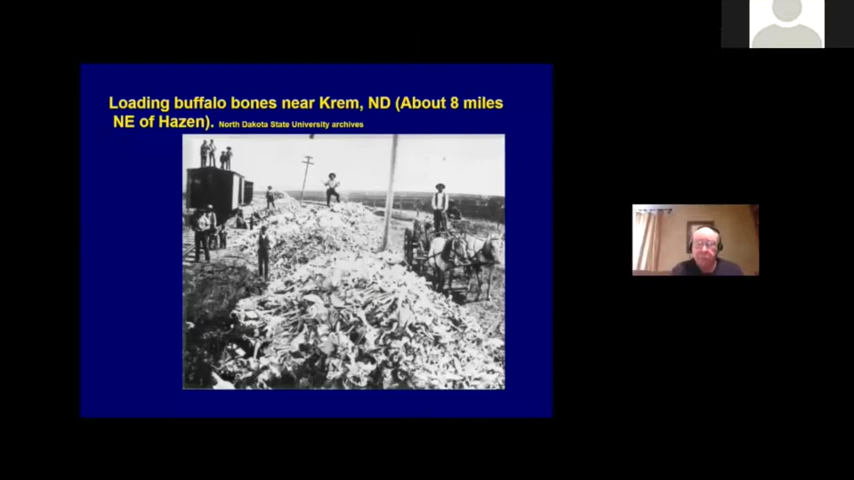 Loading buffalo bones near Krem, ND (About 8 miles
NE of Hazen). North Dakota State University archives